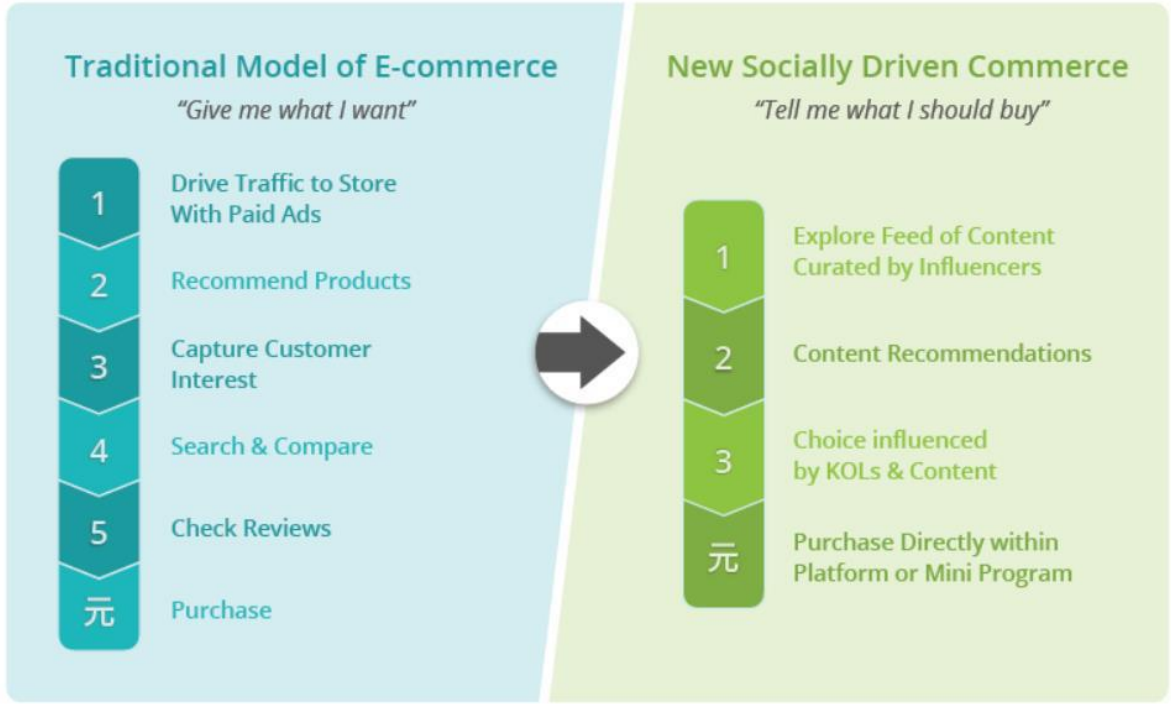 Traditional Model of E-commerce
“Give me what I want”
1
Drive Traffic to Store
With Paid Ads
2
Recommend Products
3
Capture Customer
Interest
4
Search & Compare
5
Check Reviews
元
Purchase
New Socially Driven Commerce
“Tell me what I should buy”
1
Explore Feed of Content
Curated by Influencers
2
Content Recommendations
3
Choice influenced
by KOLs & Content
元
Purchase Directly within
Platform or Mini Program